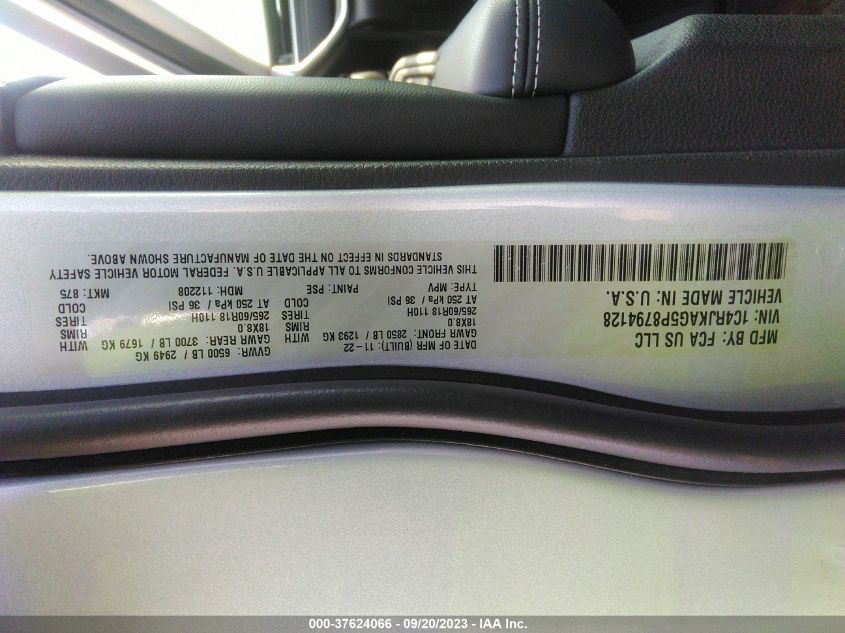 MFD BY: FCA US LLC
VIN: 1C4RJKAG5P8794128
VEHICLE MADE IN: U.S.A.
DATE OF MFR (BUILT): 11-22 GVWR: 6500 LB / 2949 KG
GAWR FRONT: 2850 LB / 1293 KG WITH GAWR REAR: 3700 LB / 1679 KG WITH
18X8.0 RIMS 18X8.0 RIMS
265/60R18 110H TIRES 265/60R18 110H TIRES
AT 250 kPa / 36 PSI COLD AT 250 kPa / 36 PSI COLD
TYPE: MPV PAINT: PSE MDH: 112208 MKT: 875
THIS VEHICLE CONFORMS TO ALL APPLICABLE U.S.A. FEDERAL MOTOR VEHICLE SAFETY
STANDARDS IN EFFECT ON THE DATE OF MANUFACTURE SHOWN ABOVE.
000-37624066 - 09/20/2023 - IAA Inc.